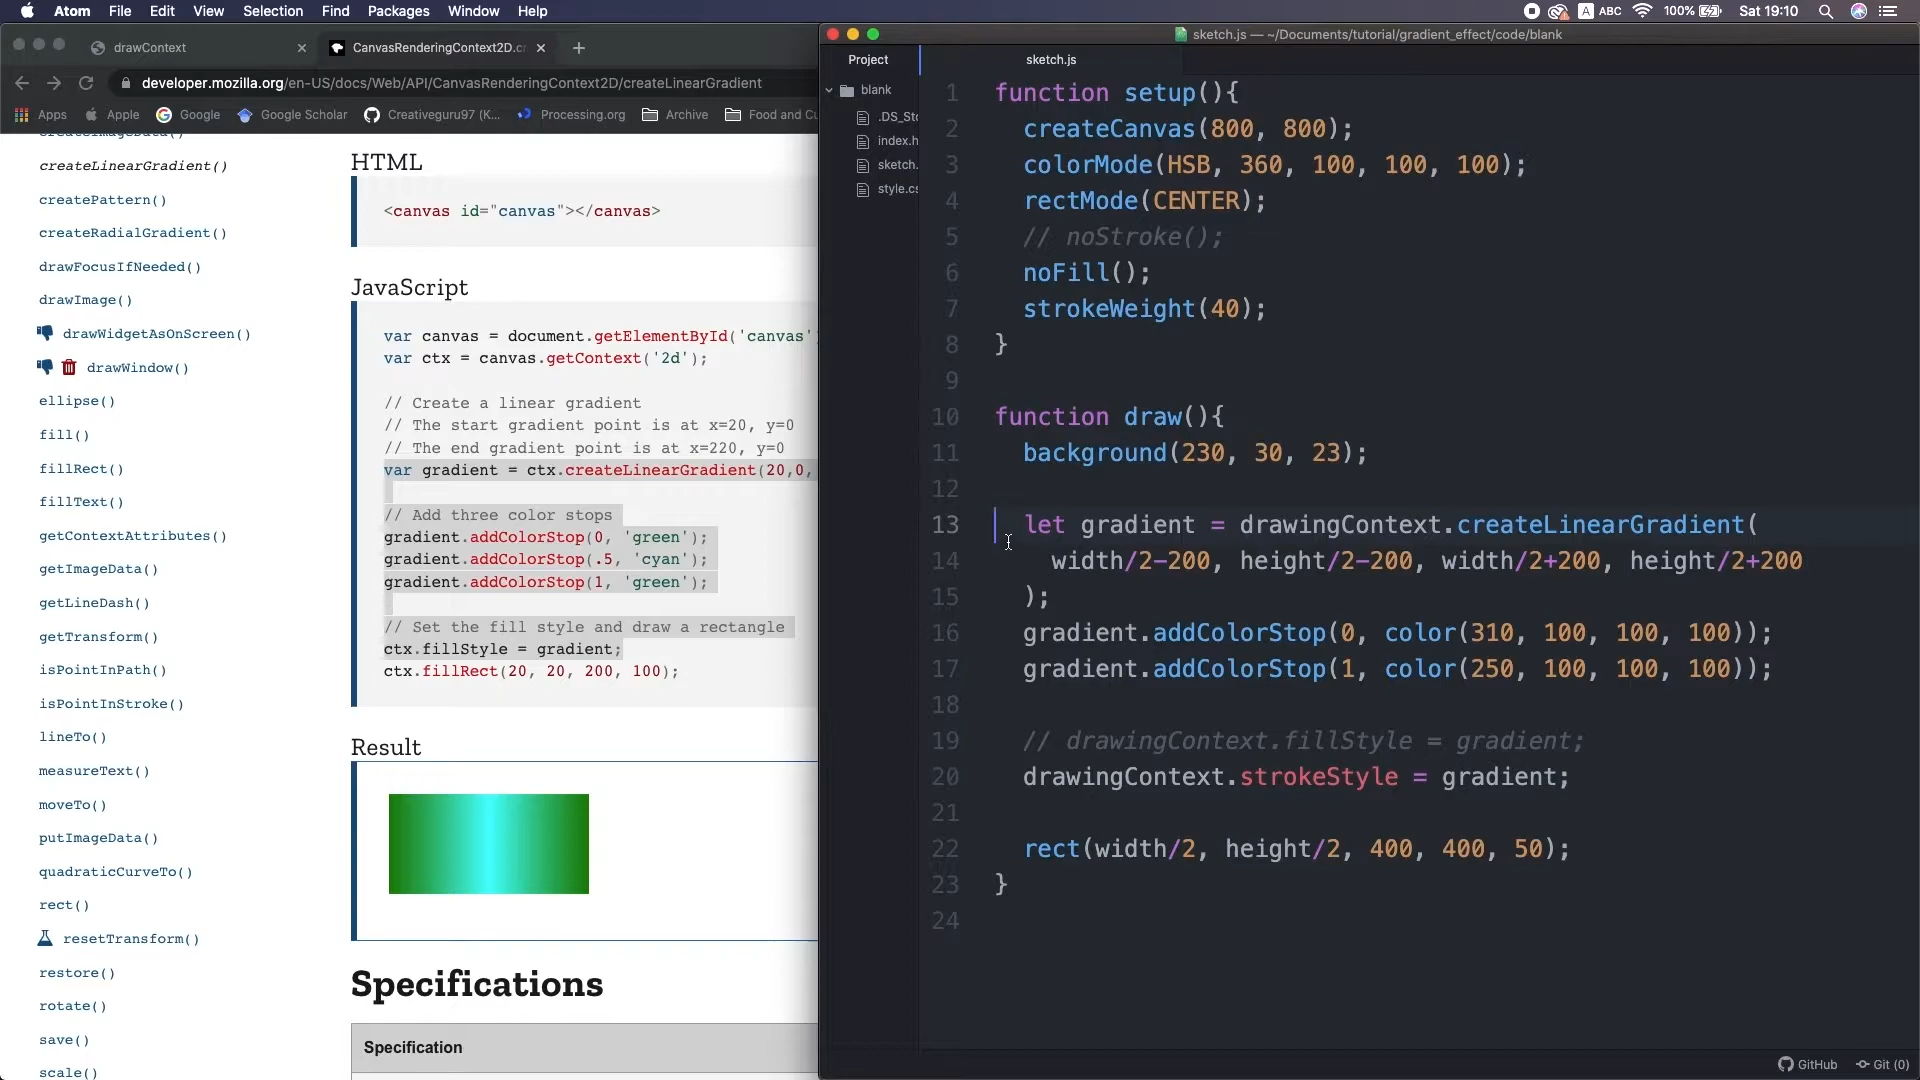 Atom File Edit View Selection Find Packages Window Help
A ABC 100% Sat 19:10
drawContext
CanvasRenderingContext2D.cr
developer.mozilla.org/en-US/docs/Web/API/CanvasRenderingContext2D/createLinearGradient
Apps Apple Google Google Scholar Creativeguru97 (K... Processing.org Archive Food and Cu
createImageData()
createLinearGradient()
createPattern()
createRadialGradient()
drawFocusIfNeeded()
drawImage()
drawWidgetAsOnScreen()
drawWindow()
ellipse()
fill()
fillRect()
fillText()
getContextAttributes()
getImageData()
getLineDash()
getTransform()
isPointInPath()
isPointInStroke()
lineTo()
measureText()
moveTo()
putImageData()
quadraticCurveTo()
rect()
resetTransform()
restore()
rotate()
save()
scale()
HTML
<canvas id="canvas"></canvas>
JavaScript
var canvas = document.getElementById('canvas'
var ctx = canvas.getContext('2d');
// Create a linear gradient
// The start gradient point is at x=20, y=0
// The end gradient point is at x=220, y=0
var gradient = ctx.createLinearGradient(20,0,
// Add three color stops
gradient.addColorStop(0, 'green');
gradient.addColorStop(.5, 'cyan');
gradient.addColorStop(1, 'green');
// Set the fill style and draw a rectangle
ctx.fillStyle = gradient;
ctx.fillRect(20, 20, 200, 100);
Result
Specifications
Specification
sketch.js — ~/Documents/tutorial/gradient_effect/code/blank
Project
blank
.DS_Sto
index.h
sketch.
style.cs
sketch.js
1 function setup(){
2 createCanvas(800, 800);
3 colorMode(HSB, 360, 100, 100, 100);
4 rectMode(CENTER);
5 // noStroke();
6 noFill();
7 strokeWeight(40);
8 }
9
10 function draw(){
11 background(230, 30, 23);
12
13 let gradient = drawingContext.createLinearGradient(
14 width/2-200, height/2-200, width/2+200, height/2+200
15 );
16 gradient.addColorStop(0, color(310, 100, 100, 100));
17 gradient.addColorStop(1, color(250, 100, 100, 100));
18
19 // drawingContext.fillStyle = gradient;
20 drawingContext.strokeStyle = gradient;
21
22 rect(width/2, height/2, 400, 400, 50);
23 }
24
GitHub Git (0)